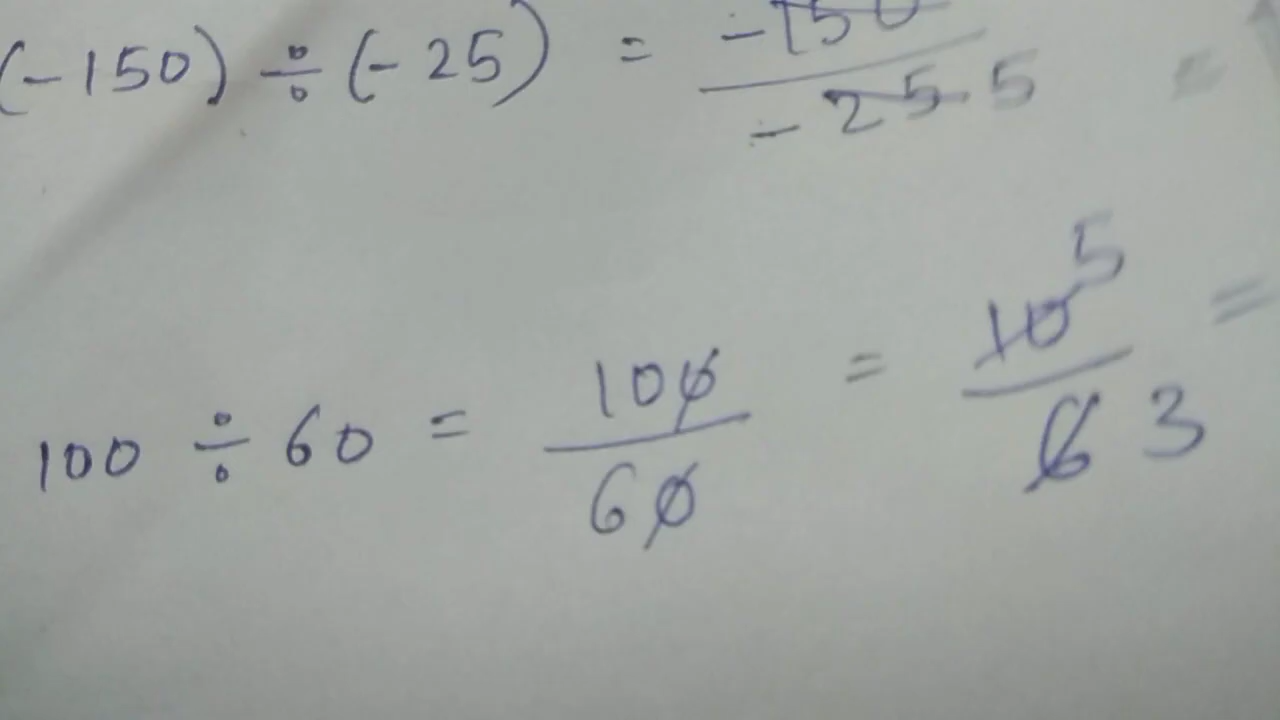 (-150) ÷ (-25) = -150 / -25 5 =
100 ÷ 60 = 100 / 60 = 10 5 / 6 3 =